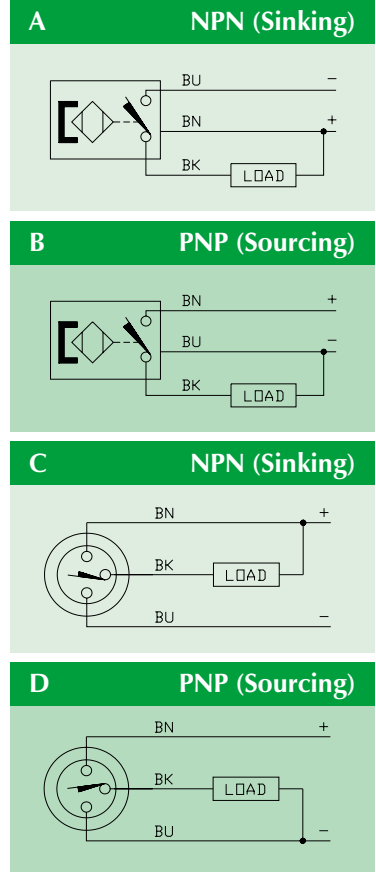 A NPN (Sinking)
BU −
BN +
BK LOAD
B PNP (Sourcing)
BN +
BU −
BK LOAD
C NPN (Sinking)
BN +
BK LOAD
BU −
D PNP (Sourcing)
BN +
BK LOAD
BU −